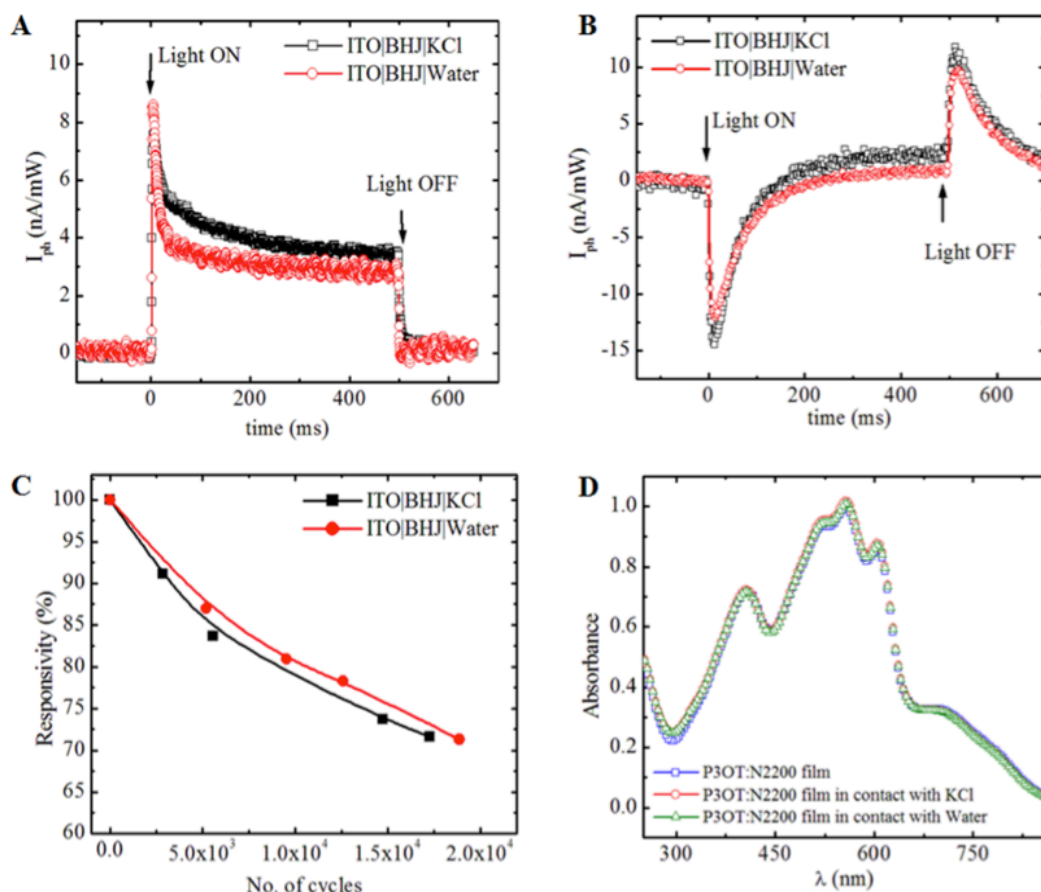 A
Light ON
ITO|BHJ|KCl
ITO|BHJ|Water
Light OFF
I_ph (nA/mW)
10
8
6
4
2
0
0
200
400
600
time (ms)
B
ITO|BHJ|KCl
ITO|BHJ|Water
Light ON
Light OFF
I_ph (nA/mW)
10
5
0
-5
-10
-15
0
200
400
600
time (ms)
C
ITO|BHJ|KCl
ITO|BHJ|Water
Responsivity (%)
100
95
90
85
80
75
70
65
60
0.0
5.0x10³
1.0x10⁴
1.5x10⁴
2.0x10⁴
No. of cycles
D
Absorbance
1.0
0.8
0.6
0.4
0.2
0.0
P3OT:N2200 film
P3OT:N2200 film in contact with KCl
P3OT:N2200 film in contact with Water
300
450
600
750
λ (nm)